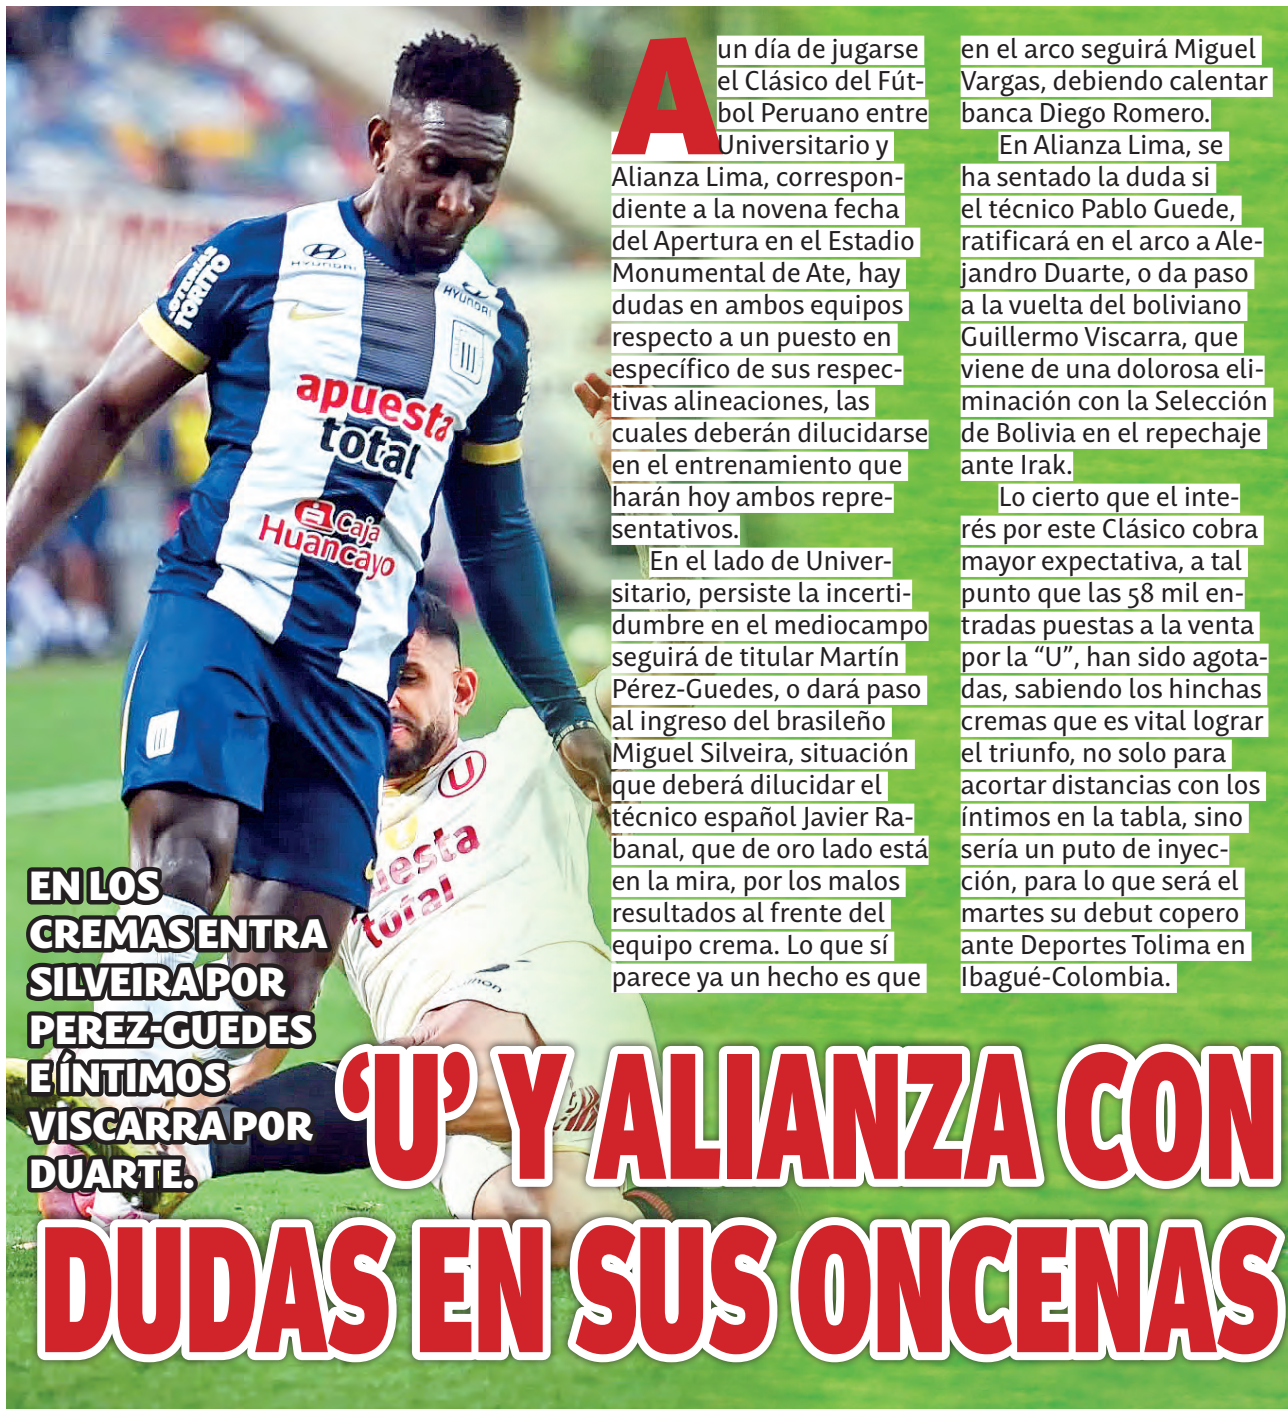 A un día de jugarse
el Clásico del Fút-
bol Peruano entre
Universitario y
Alianza Lima, correspon-
diente a la novena fecha
del Apertura en el Estadio
Monumental de Ate, hay
dudas en ambos equipos
respecto a un puesto en
específico de sus respec-
tivas alineaciones, las
cuales deberán dilucidarse
en el entrenamiento que
harán hoy ambos repre-
sentativos.
En el lado de Univer-
sitario, persiste la incerti-
dumbre en el mediocampo
seguirá de titular Martín
Pérez-Guedes, o dará paso
al ingreso del brasileño
Miguel Silveira, situación
que deberá dilucidar el
técnico español Javier Ra-
banal, que de oro lado está
en la mira, por los malos
resultados al frente del
equipo crema. Lo que sí
parece ya un hecho es que
en el arco seguirá Miguel
Vargas, debiendo calentar
banca Diego Romero.
En Alianza Lima, se
ha sentado la duda si
el técnico Pablo Guede,
ratificará en el arco a Ale-
jandro Duarte, o da paso
a la vuelta del boliviano
Guillermo Viscarra, que
viene de una dolorosa eli-
minación con la Selección
de Bolivia en el repechaje
ante Irak.
Lo cierto que el inte-
rés por este Clásico cobra
mayor expectativa, a tal
punto que las 58 mil en-
tradas puestas a la venta
por la “U”, han sido agota-
das, sabiendo los hinchas
cremas que es vital lograr
el triunfo, no solo para
acortar distancias con los
íntimos en la tabla, sino
sería un puto de inyec-
ción, para lo que será el
martes su debut copero
ante Deportes Tolima en
Ibagué-Colombia.
HYUNDAI
HYUNDAI
TORITO
apuesta
total
Caja
Huancayo
U
uesta
total
EN LOS
CREMAS ENTRA
SILVEIRA POR
PEREZ-GUEDES
E ÍNTIMOS
VISCARRA POR
DUARTE.
‘U’ Y ALIANZA CON
DUDAS EN SUS ONCENAS